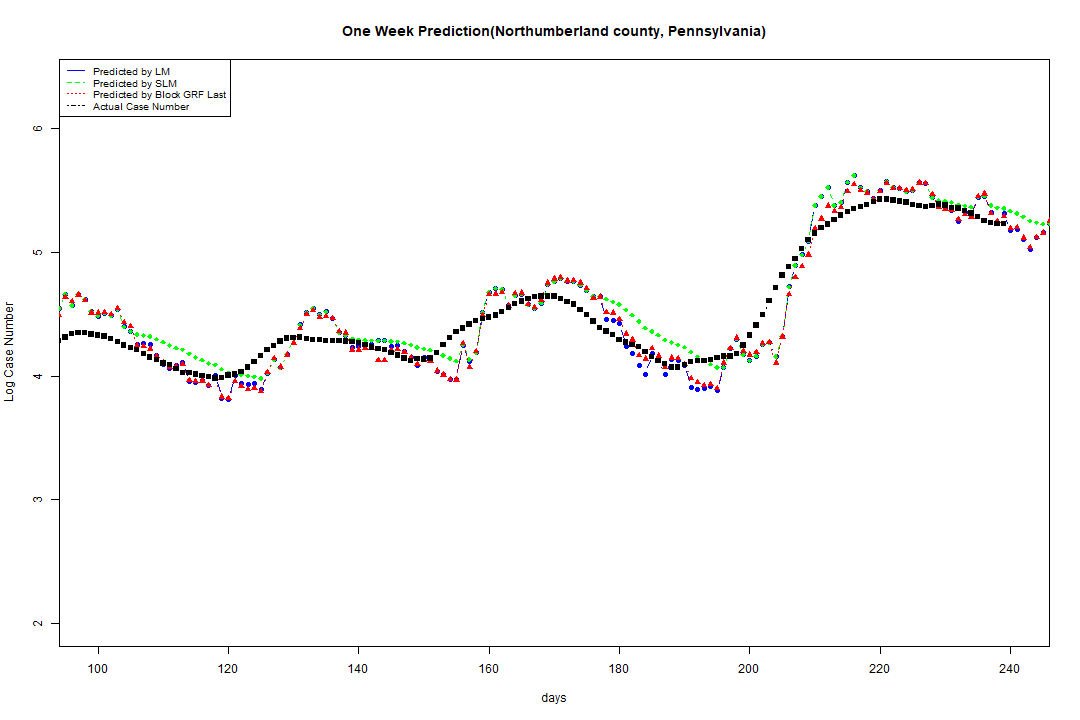 One Week Prediction(Northumberland county, Pennsylvania)
Predicted by LM
Predicted by SLM
Predicted by Block GRF Last
Actual Case Number
Log Case Number
6
5
4
3
2
100 120 140 160 180 200 220 240
days